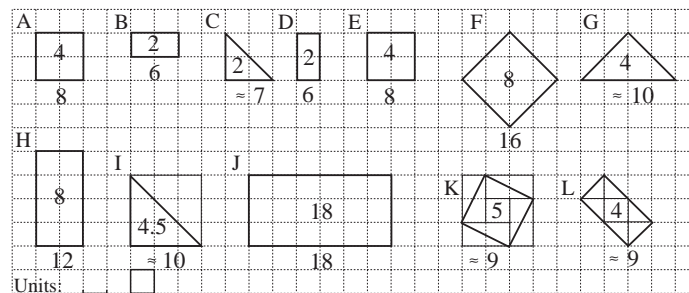 A B C D E F G
4 2 2 2 4 8 4
8 6 ≈ 7 6 8 16 ≈ 10
H I J K L
8 4.5 18 5 4
12 ≈ 10 18 ≈ 9 ≈ 9
Units: